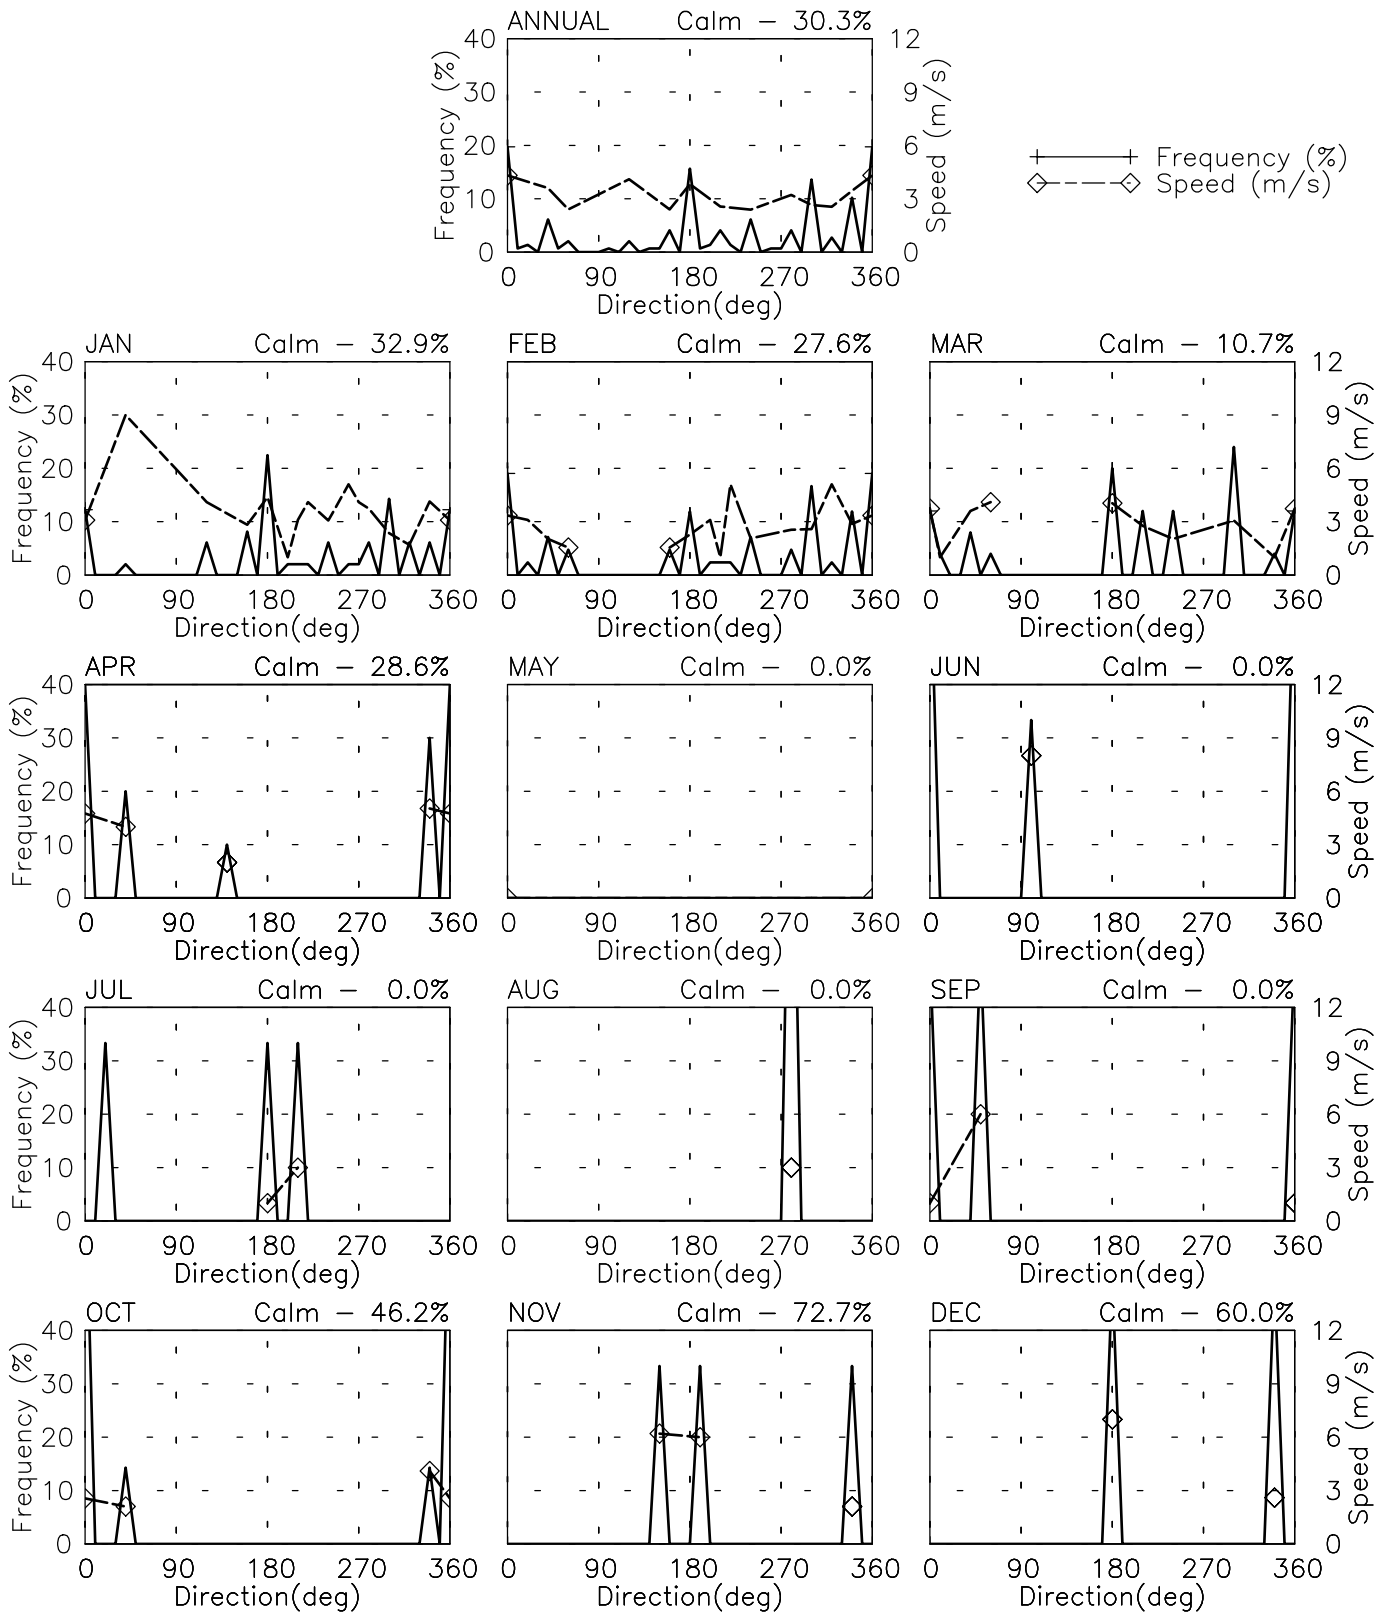 ANNUAL Calm - 30.3%
40 12
30 9
20 6
10 3
0 0
Frequency (%)
Speed (m/s)
0 90 180 270 360
Direction(deg)
Frequency (%)
Speed (m/s)
JAN Calm - 32.9% FEB Calm - 27.6% MAR Calm - 10.7%
40 12
30 9
20 6
10 3
0 0
Frequency (%)
Speed (m/s)
0 90 180 270 360 0 90 180 270 360 0 90 180 270 360
Direction(deg) Direction(deg) Direction(deg)
APR Calm - 28.6% MAY Calm - 0.0% JUN Calm - 0.0%
40 12
30 9
20 6
10 3
0 0
Frequency (%)
Speed (m/s)
0 90 180 270 360 0 90 180 270 360 0 90 180 270 360
Direction(deg) Direction(deg) Direction(deg)
JUL Calm - 0.0% AUG Calm - 0.0% SEP Calm - 0.0%
40 12
30 9
20 6
10 3
0 0
Frequency (%)
Speed (m/s)
0 90 180 270 360 0 90 180 270 360 0 90 180 270 360
Direction(deg) Direction(deg) Direction(deg)
OCT Calm - 46.2% NOV Calm - 72.7% DEC Calm - 60.0%
40 12
30 9
20 6
10 3
0 0
Frequency (%)
Speed (m/s)
0 90 180 270 360 0 90 180 270 360 0 90 180 270 360
Direction(deg) Direction(deg) Direction(deg)